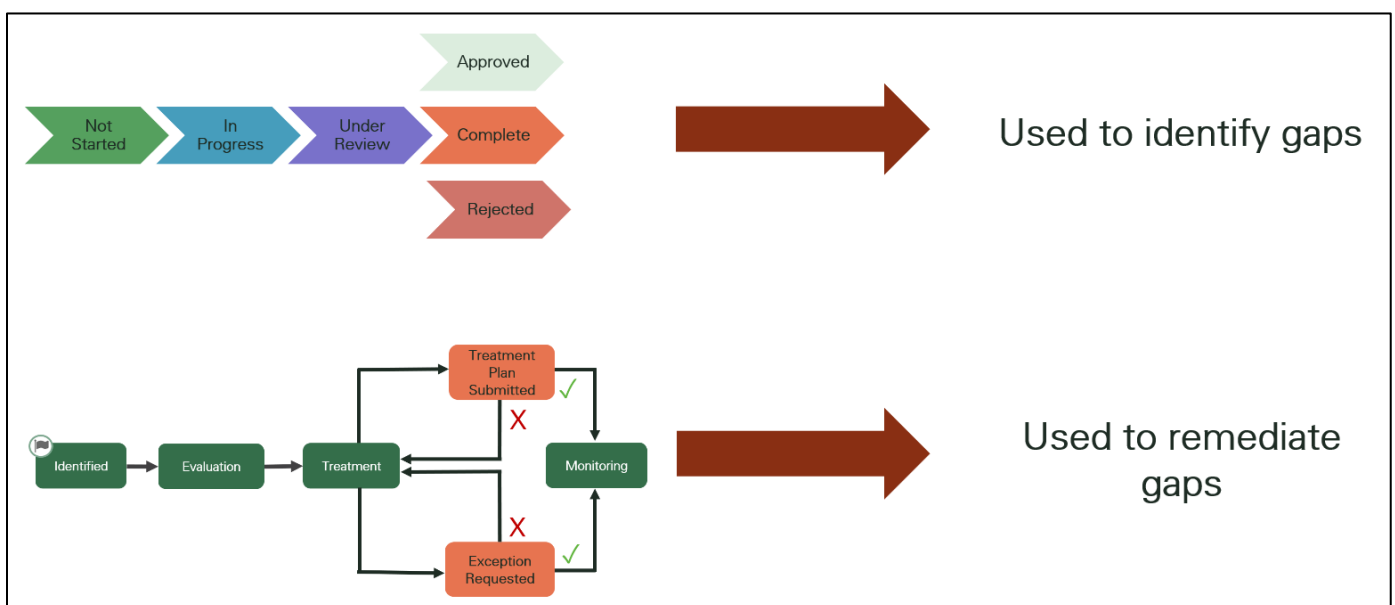 Approved
Not
Started
In
Progress
Under
Review
Complete
Used to identify gaps
Rejected
Treatment
Plan
Submitted
X
Identified
Evaluation
Treatment
Monitoring
Used to remediate
gaps
X
Exception
Requested